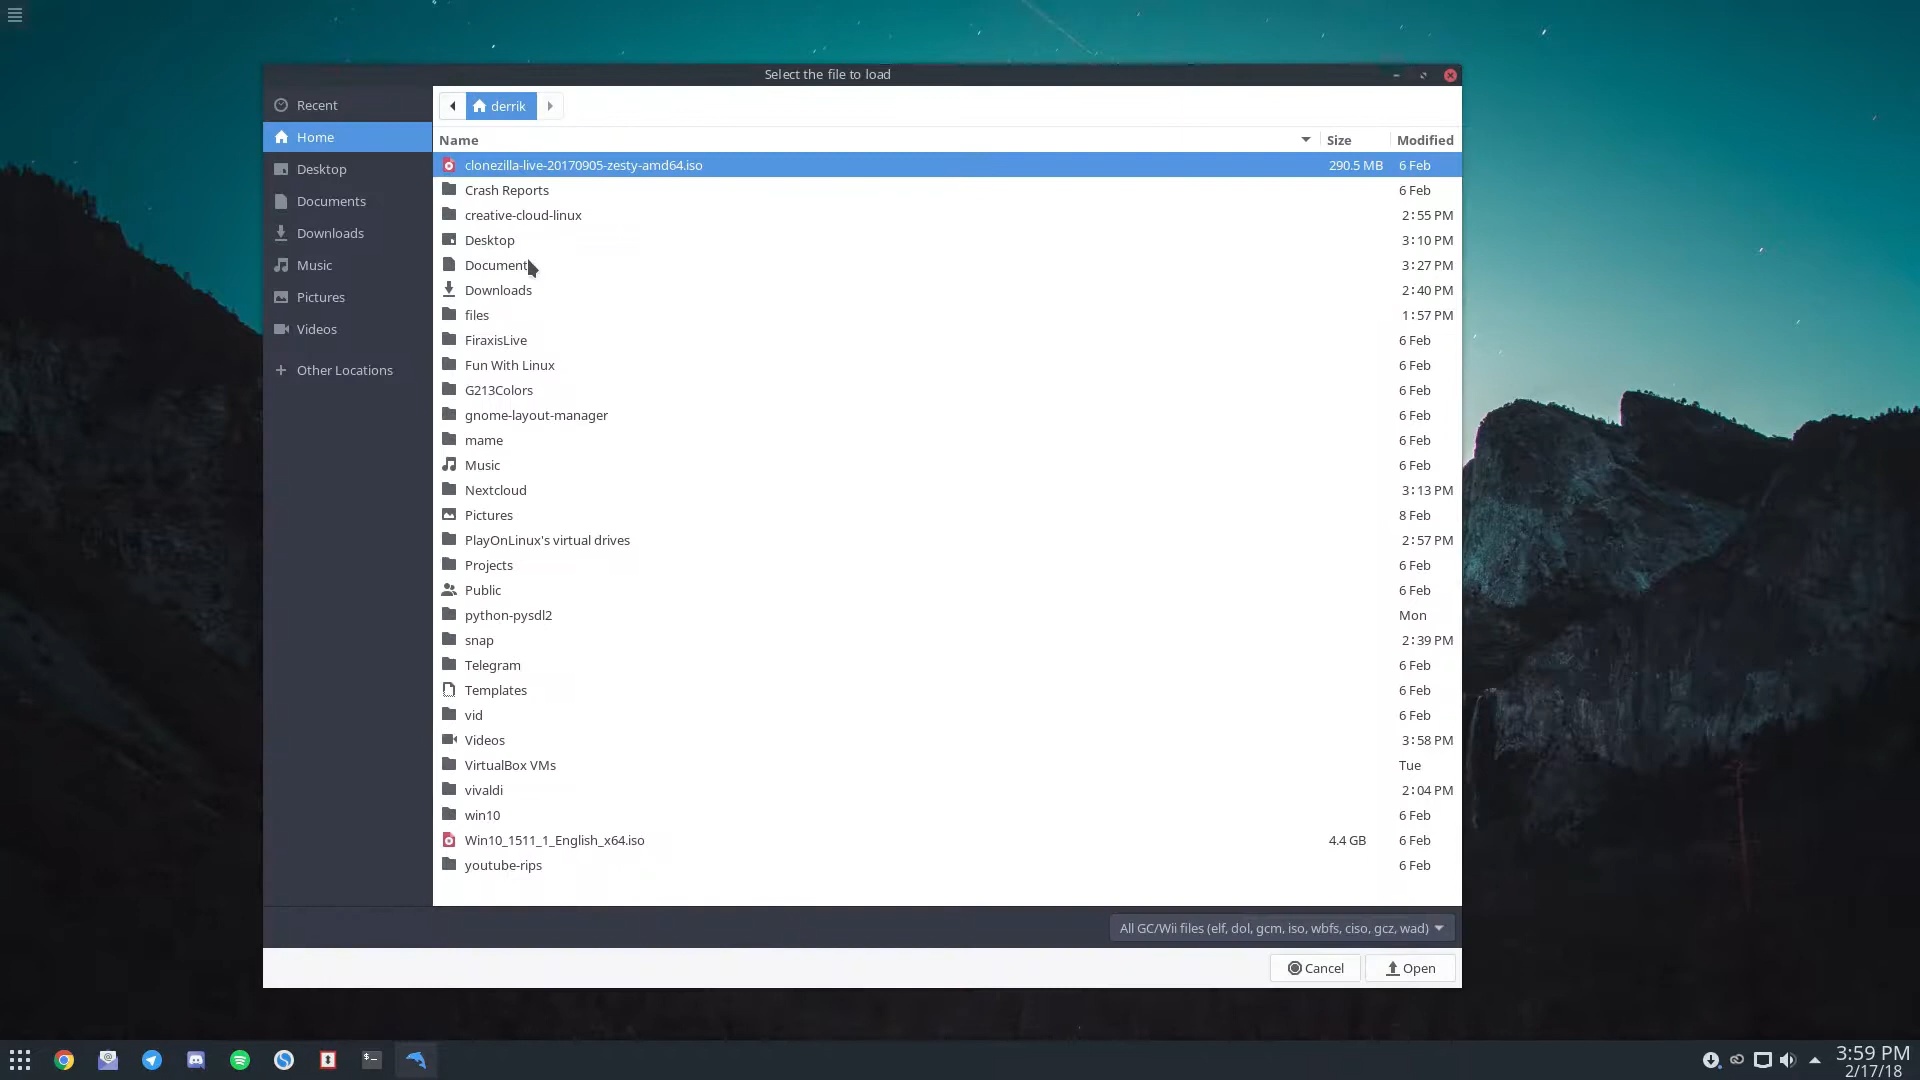 Select the file to load
Recent
Home
Desktop
Documents
Downloads
Music
Pictures
Videos
Other Locations
derrik
Name Size Modified
clonezilla-live-20170905-zesty-amd64.iso 290.5 MB 6 Feb
Crash Reports 6 Feb
creative-cloud-linux 2:55 PM
Desktop 3:10 PM
Document 3:27 PM
Downloads 2:40 PM
files 1:57 PM
FiraxisLive 6 Feb
Fun With Linux 6 Feb
G213Colors 6 Feb
gnome-layout-manager 6 Feb
mame 6 Feb
Music 6 Feb
Nextcloud 3:13 PM
Pictures 8 Feb
PlayOnLinux's virtual drives 2:57 PM
Projects 6 Feb
Public 6 Feb
python-pysdl2 Mon
snap 2:39 PM
Telegram 6 Feb
Templates 6 Feb
vid 6 Feb
Videos 3:58 PM
VirtualBox VMs Tue
vivaldi 2:04 PM
win10 6 Feb
Win10_1511_1_English_x64.iso 4.4 GB 6 Feb
youtube-rips 6 Feb
All GC/Wii files (elf, dol, gcm, iso, wbfs, ciso, gcz, wad)
Cancel Open
3:59 PM
2/17/18